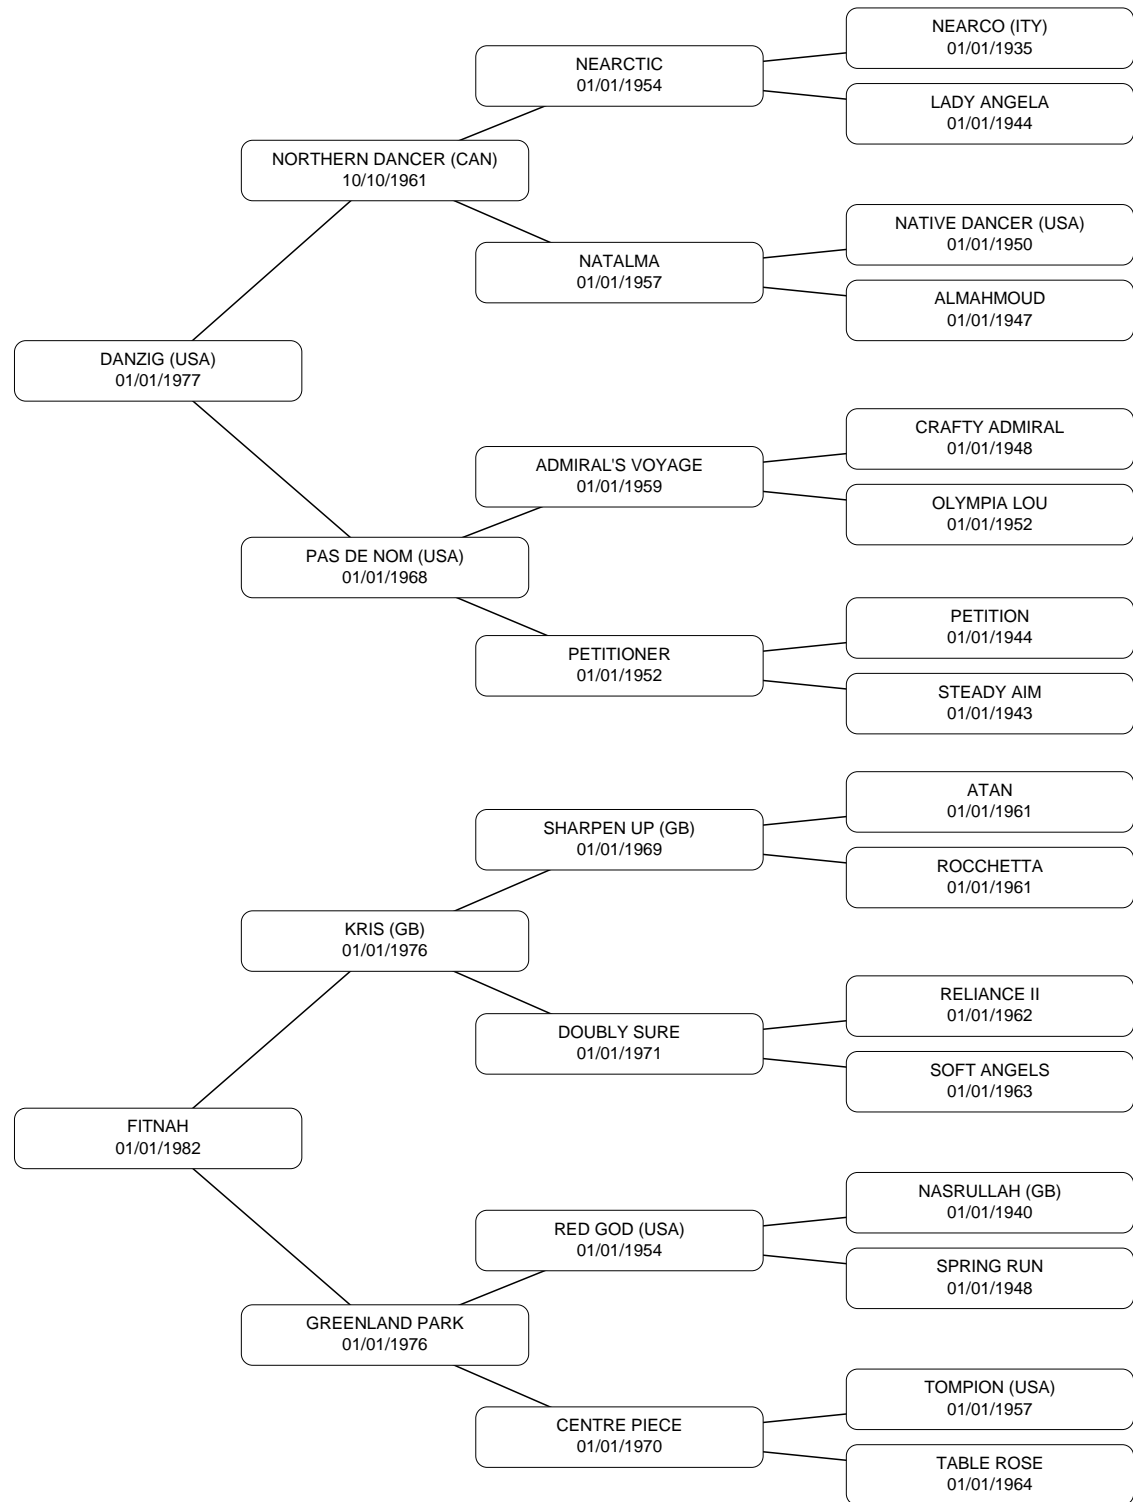 NEARCO (ITY)
01/01/1935
NEARCTIC
01/01/1954
LADY ANGELA
01/01/1944
NORTHERN DANCER (CAN)
10/10/1961
NATIVE DANCER (USA)
01/01/1950
NATALMA
01/01/1957
ALMAHMOUD
01/01/1947
DANZIG (USA)
01/01/1977
CRAFTY ADMIRAL
01/01/1948
ADMIRAL'S VOYAGE
01/01/1959
OLYMPIA LOU
01/01/1952
PAS DE NOM (USA)
01/01/1968
PETITION
01/01/1944
PETITIONER
01/01/1952
STEADY AIM
01/01/1943
ATAN
01/01/1961
SHARPEN UP (GB)
01/01/1969
ROCCHETTA
01/01/1961
KRIS (GB)
01/01/1976
RELIANCE II
01/01/1962
DOUBLY SURE
01/01/1971
SOFT ANGELS
01/01/1963
FITNAH
01/01/1982
NASRULLAH (GB)
01/01/1940
RED GOD (USA)
01/01/1954
SPRING RUN
01/01/1948
GREENLAND PARK
01/01/1976
TOMPION (USA)
01/01/1957
CENTRE PIECE
01/01/1970
TABLE ROSE
01/01/1964